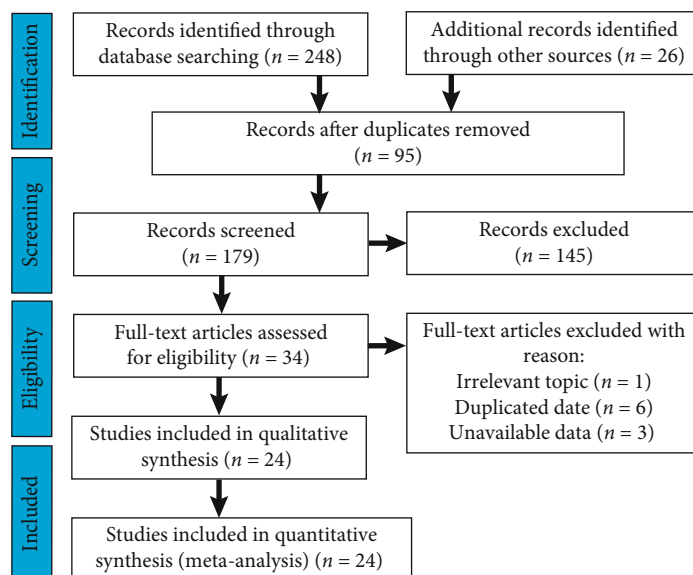 Identification
Records identified through
database searching (n = 248)
Additional records identified
through other sources (n = 26)
Records after duplicates removed
(n = 95)
Screening
Records screened
(n = 179)
Records excluded
(n = 145)
Eligibility
Full-text articles assessed
for eligibility (n = 34)
Full-text articles excluded with
reason:
Irrelevant topic (n = 1)
Duplicated date (n = 6)
Unavailable data (n = 3)
Studies included in qualitative
synthesis (n = 24)
Included
Studies included in quantitative
synthesis (meta-analysis) (n = 24)